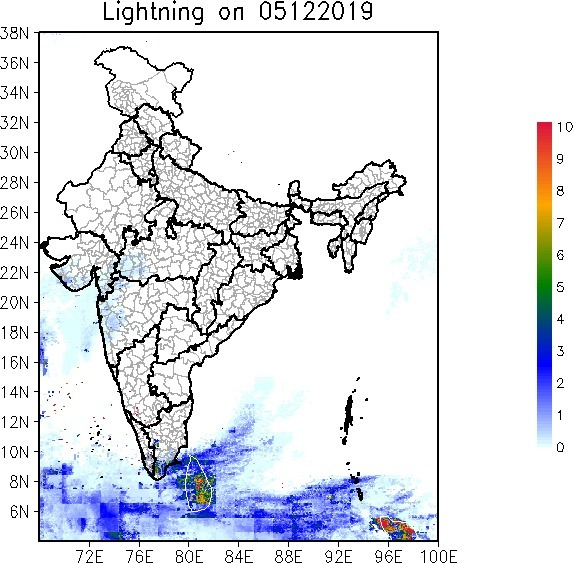 Lightning on 05122019
38N
36N
34N
32N
30N
28N
26N
24N
22N
20N
18N
16N
14N
12N
10N
8N
6N
72E 76E 80E 84E 88E 92E 96E 100E
10
9
8
7
6
5
4
3
2
1
0